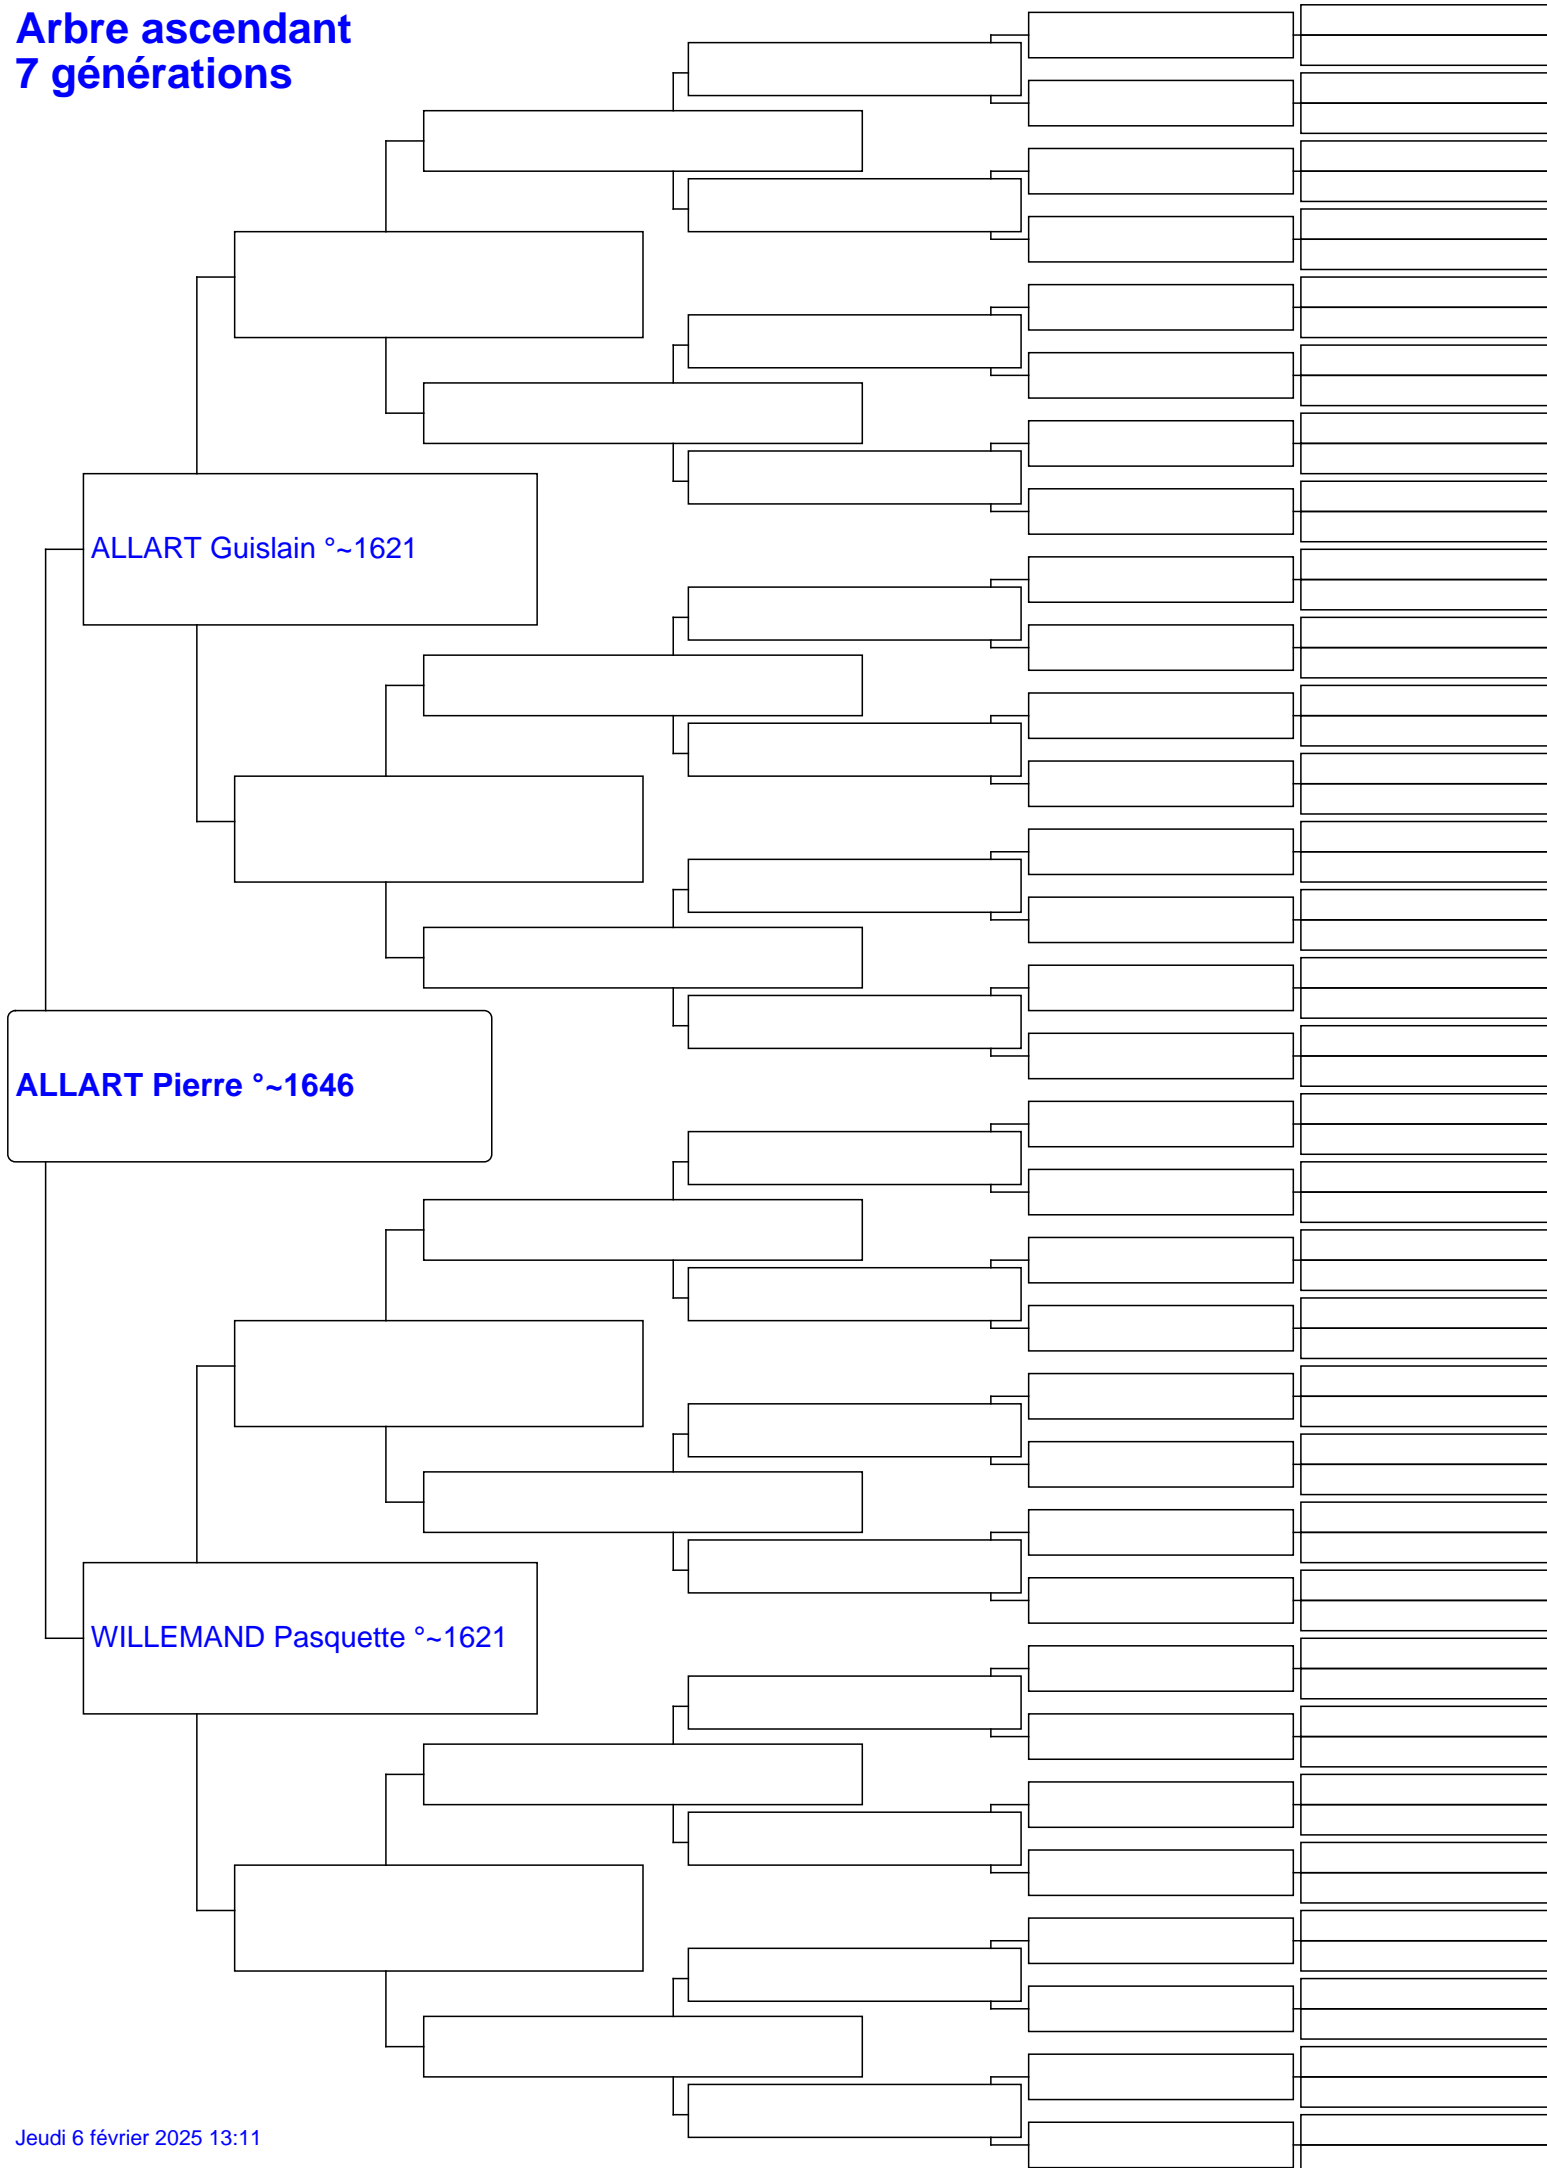 Arbre ascendant
7 générations
ALLART Guislain °~1621
ALLART Pierre °~1646
WILLEMAND Pasquette °~1621
Jeudi 6 février 2025 13:11